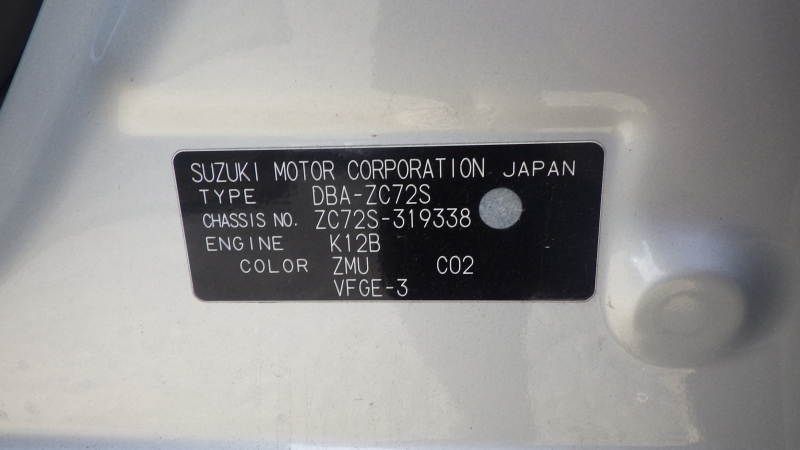 SUZUKI MOTOR CORPORATION JAPAN
TYPE DBA-ZC72S
CHASSIS NO. ZC72S-319338
ENGINE K12B
COLOR ZMU C02
VFGE-3